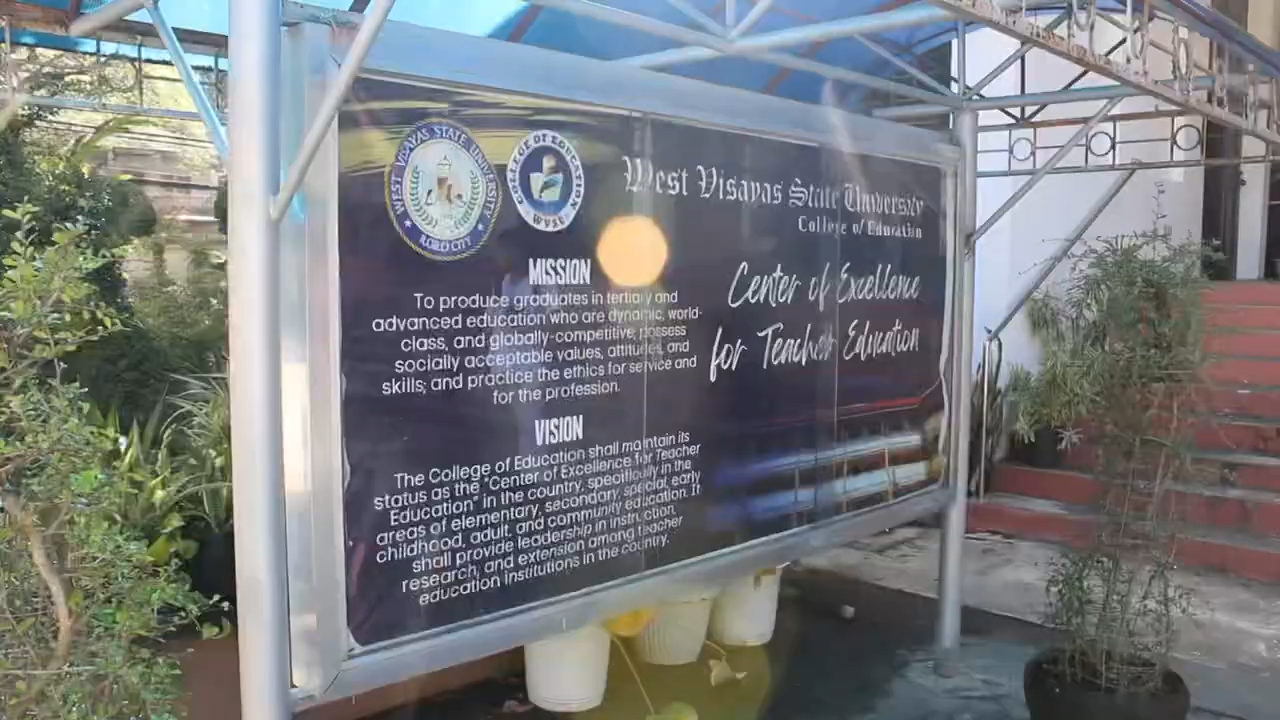 WEST VISAYAS STATE UNIVERSITY
ILOILO CITY
COLLEGE OF EDUCATION
WVSU
West Visayas State University
College of Education
Center of Excellence
for Teacher Education
MISSION
To produce graduates in tertiary and
advanced education who are dynamic, world-
class, and globally-competitive; possess
socially acceptable values, attitudes, and
skills; and practice the ethics for service and
for the profession.
VISION
The College of Education shall maintain its
status as the "Center of Excellence for Teacher
Education" in the country, specifically in the
areas of elementary, secondary, special, early
childhood, adult, and community education. It
shall provide leadership in instruction,
research, and extension among teacher
education institutions in the country.